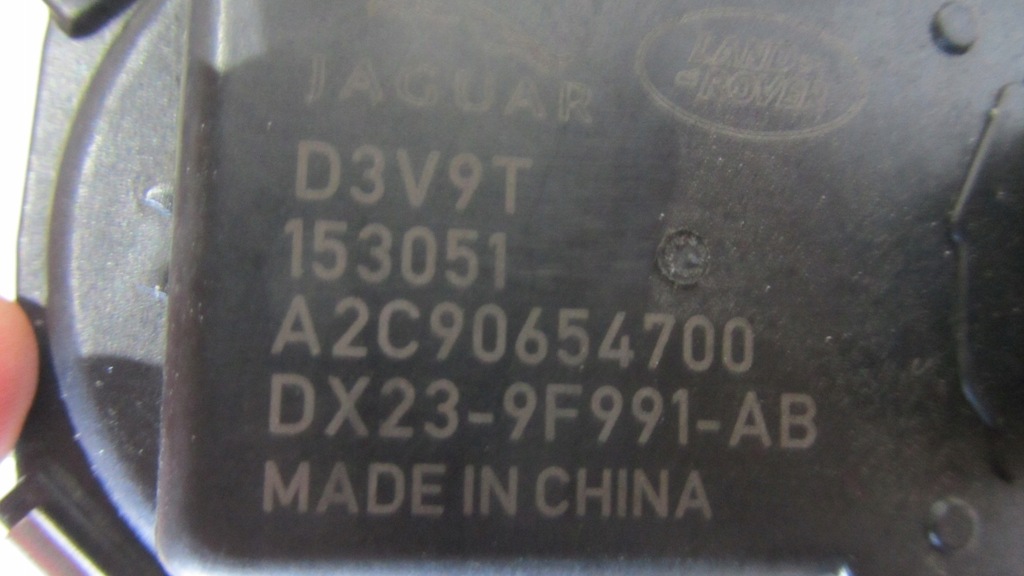 JAGUAR
LAND
ROVER
D3V9T
153051
A2C90654700
DX23-9F991-AB
MADE IN CHINA